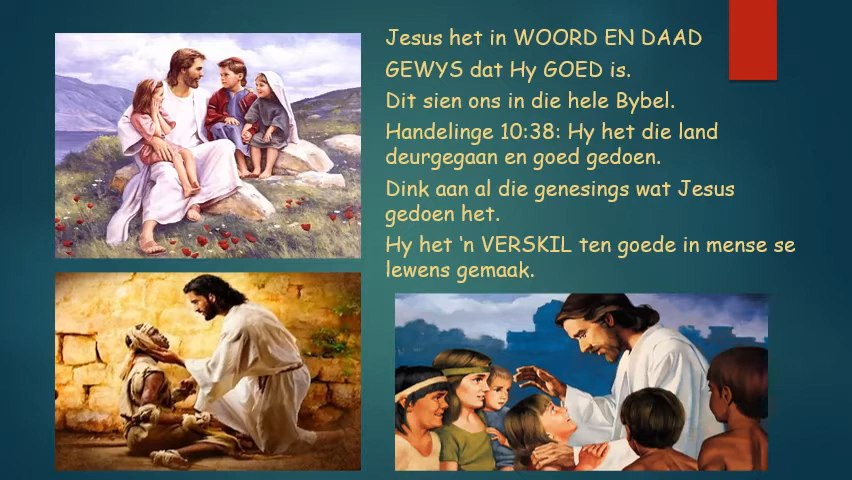 Jesus het in WOORD EN DAAD
GEWYS dat Hy GOED is.
Dit sien ons in die hele Bybel.
Handelinge 10:38: Hy het die land
deurgegaan en goed gedoen.
Dink aan al die genesings wat Jesus
gedoen het.
Hy het 'n VERSKIL ten goede in mense se
lewens gemaak.